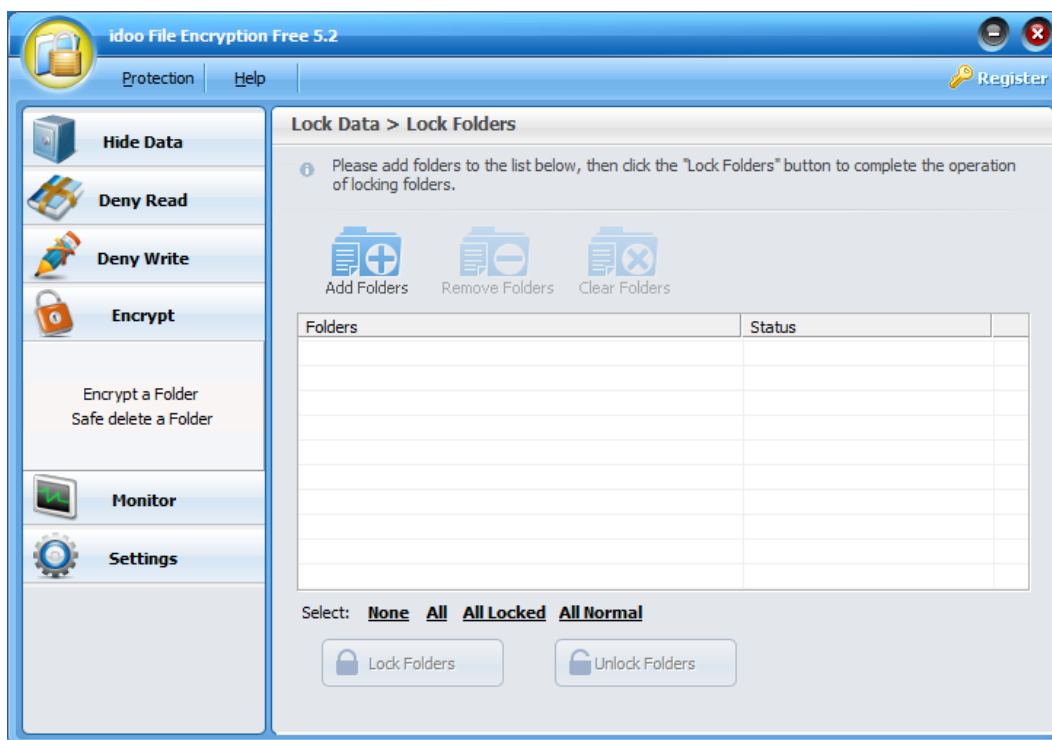 idoo File Encryption Free 5.2
Protection Help Register
Hide Data
Deny Read
Deny Write
Encrypt
Encrypt a Folder
Safe delete a Folder
Monitor
Settings
Lock Data > Lock Folders
Please add folders to the list below, then click the "Lock Folders" button to complete the operation
of locking folders.
Add Folders Remove Folders Clear Folders
Folders Status
Select: None All All Locked All Normal
Lock Folders Unlock Folders